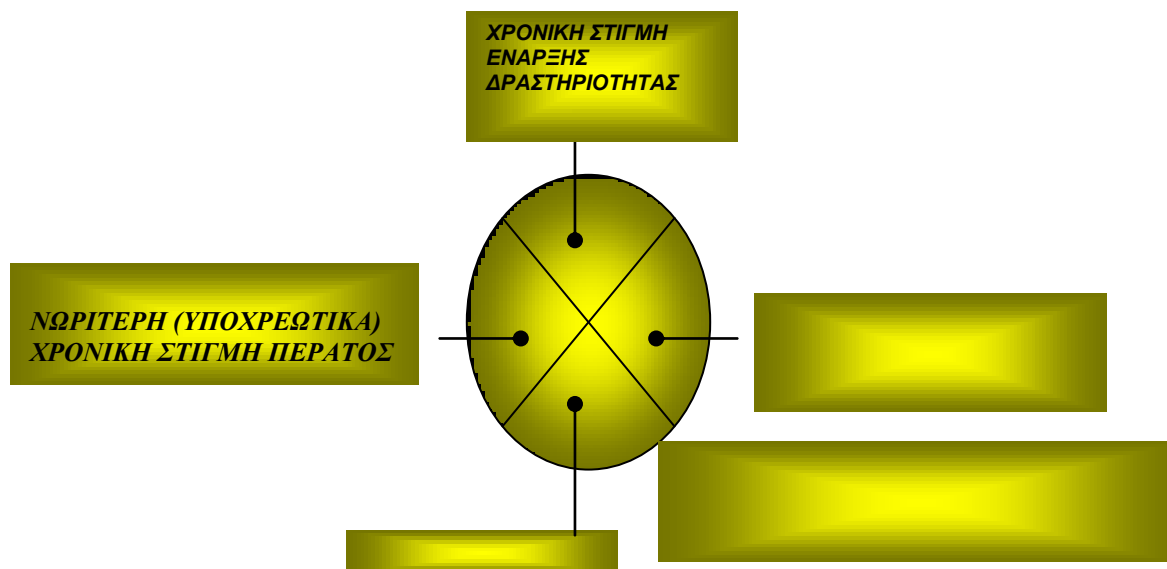 ΧΡΟΝΙΚΗ ΣΤΙΓΜΗ
ΕΝΑΡΞΗΣ
ΔΡΑΣΤΗΡΙΟΤΗΤΑΣ
ΝΩΡΙΤΕΡΗ (ΥΠΟΧΡΕΩΤΙΚΑ)
ΧΡΟΝΙΚΗ ΣΤΙΓΜΗ ΠΕΡΑΤΟΣ